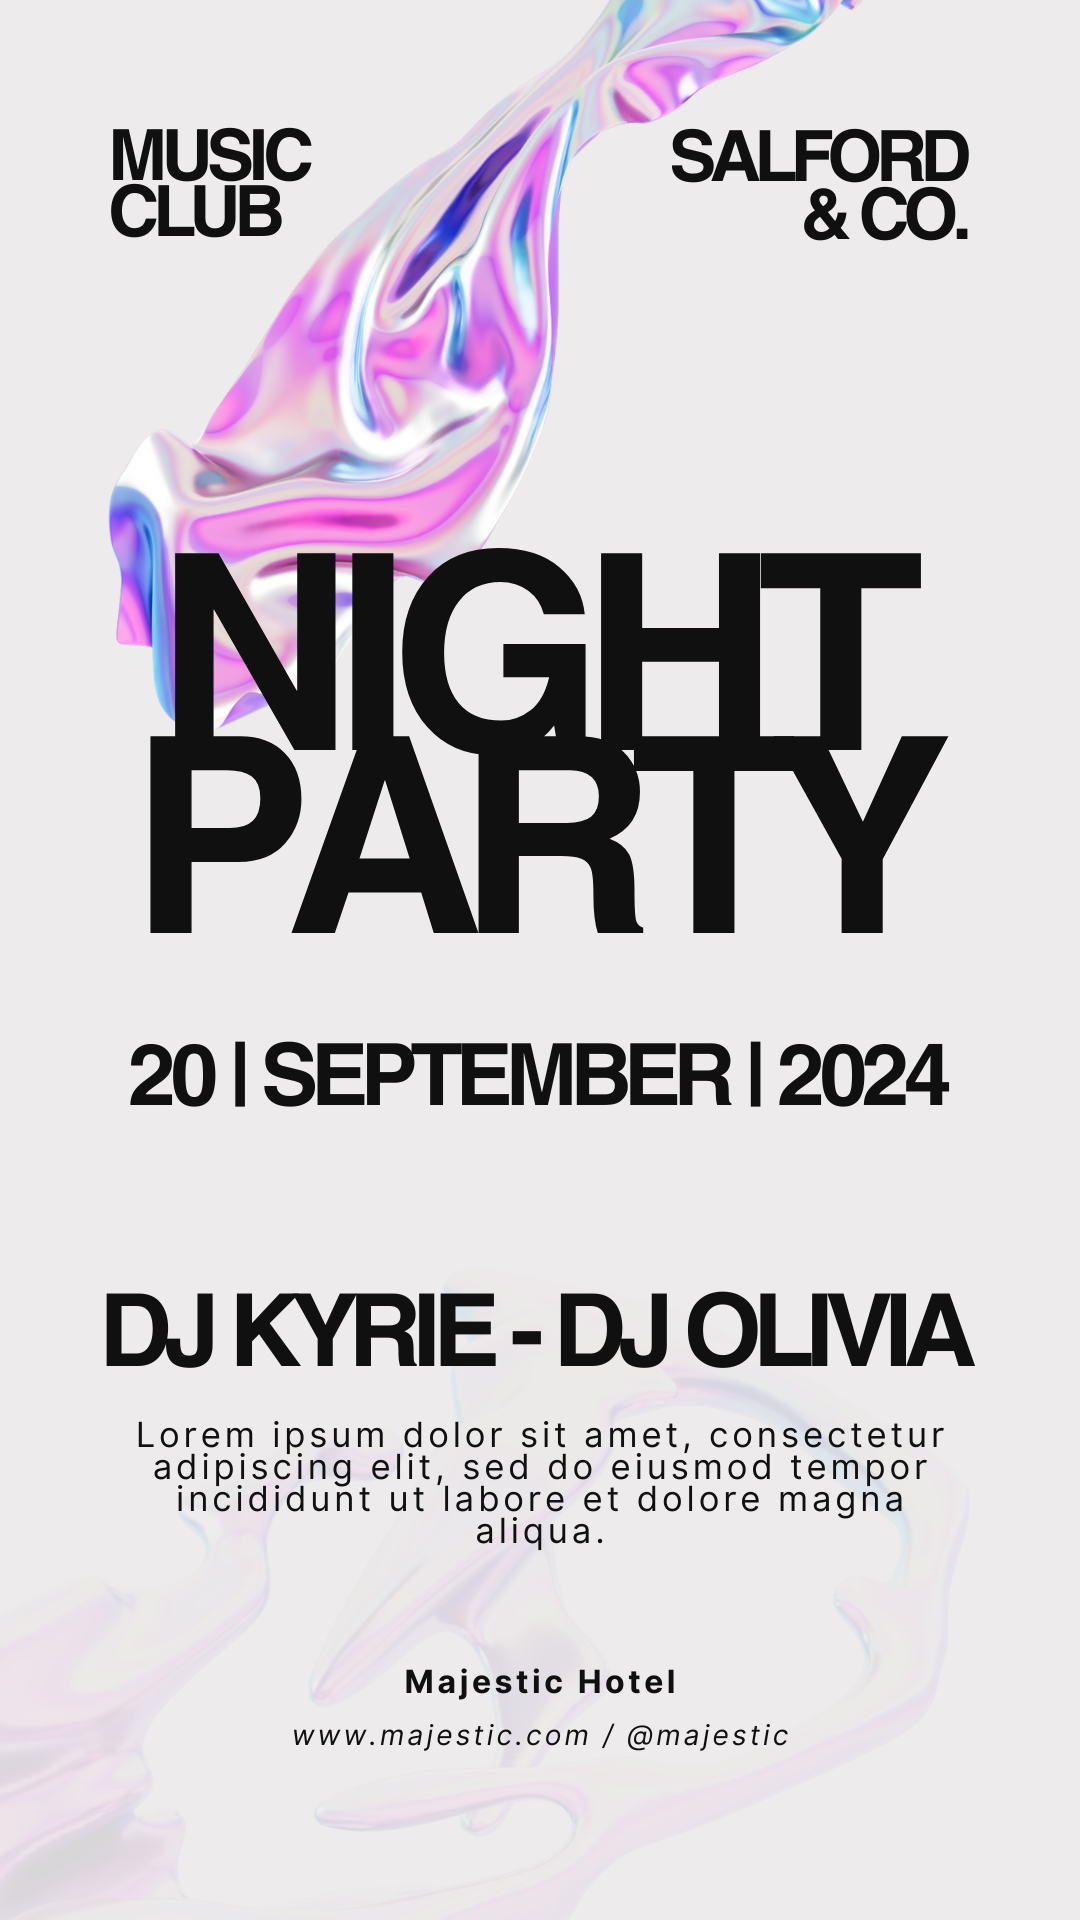 MUSIC
CLUB
SALFORD
& CO.
NIGHT
PARTY
20 | SEPTEMBER | 2024
DJ KYRIE - DJ OLIVIA
Lorem ipsum dolor sit amet, consectetur
adipiscing elit, sed do eiusmod tempor
incididunt ut labore et dolore magna
aliqua.
Majestic Hotel
www.majestic.com / @majestic